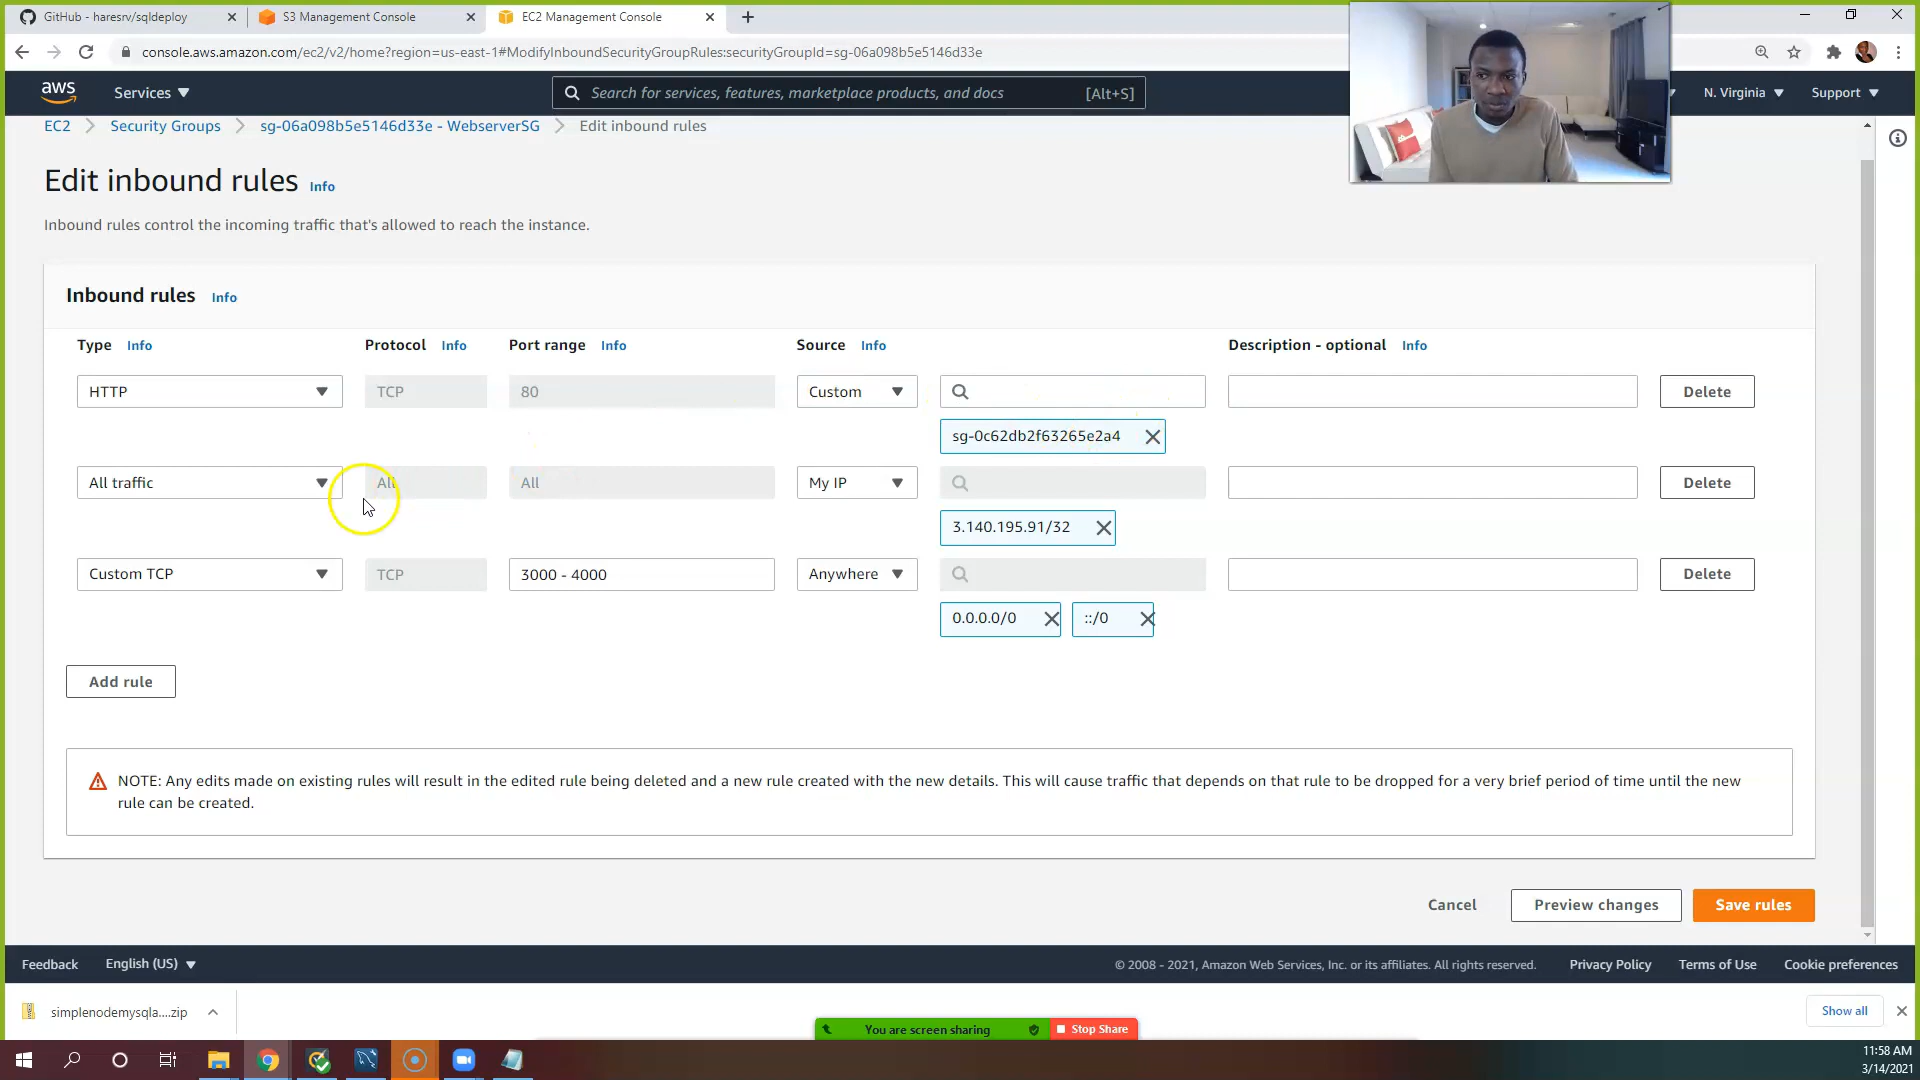 GitHub - haresrv/sqldeploy
S3 Management Console
EC2 Management Console
console.aws.amazon.com/ec2/v2/home?region=us-east-1#ModifyInboundSecurityGroupRules:securityGroupId=sg-06a098b5e5146d33e
aws
Services
Search for services, features, marketplace products, and docs
[Alt+S]
N. Virginia
Support
EC2
Security Groups
sg-06a098b5e5146d33e - WebserverSG
Edit inbound rules
Edit inbound rules Info
Inbound rules control the incoming traffic that's allowed to reach the instance.
Inbound rules Info
Type Info Protocol Info Port range Info Source Info Description - optional Info
HTTP TCP 80 Custom Delete
sg-0c62db2f63265e2a4
All traffic All All My IP Delete
3.140.195.91/32
Custom TCP TCP 3000 - 4000 Anywhere Delete
0.0.0.0/0 ::/0
Add rule
NOTE: Any edits made on existing rules will result in the edited rule being deleted and a new rule created with the new details. This will cause traffic that depends on that rule to be dropped for a very brief period of time until the new
rule can be created.
Cancel Preview changes Save rules
Feedback English (US) © 2008 - 2021, Amazon Web Services, Inc. or its affiliates. All rights reserved. Privacy Policy Terms of Use Cookie preferences
simplenodemysqla....zip
Show all
You are screen sharing
Stop Share
11:58 AM
3/14/2021